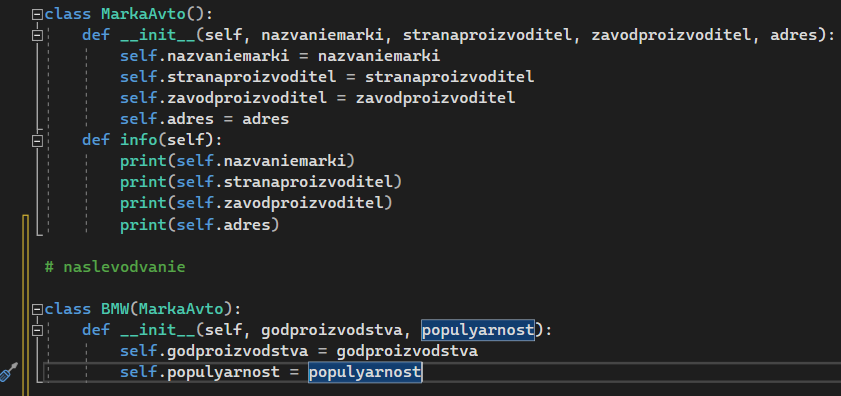 class MarkaAvto():
def __init__(self, nazvaniemarki, stranaproizvoditel, zavodproizvoditel, adres):
self.nazvaniemarki = nazvaniemarki
self.stranaproizvoditel = stranaproizvoditel
self.zavodproizvoditel = zavodproizvoditel
self.adres = adres
def info(self):
print(self.nazvaniemarki)
print(self.stranaproizvoditel)
print(self.zavodproizvoditel)
print(self.adres)
# naslevodvanie
class BMW(MarkaAvto):
def __init__(self, godproizvodstva, populyarnost):
self.godproizvodstva = godproizvodstva
self.populyarnost = populyarnost